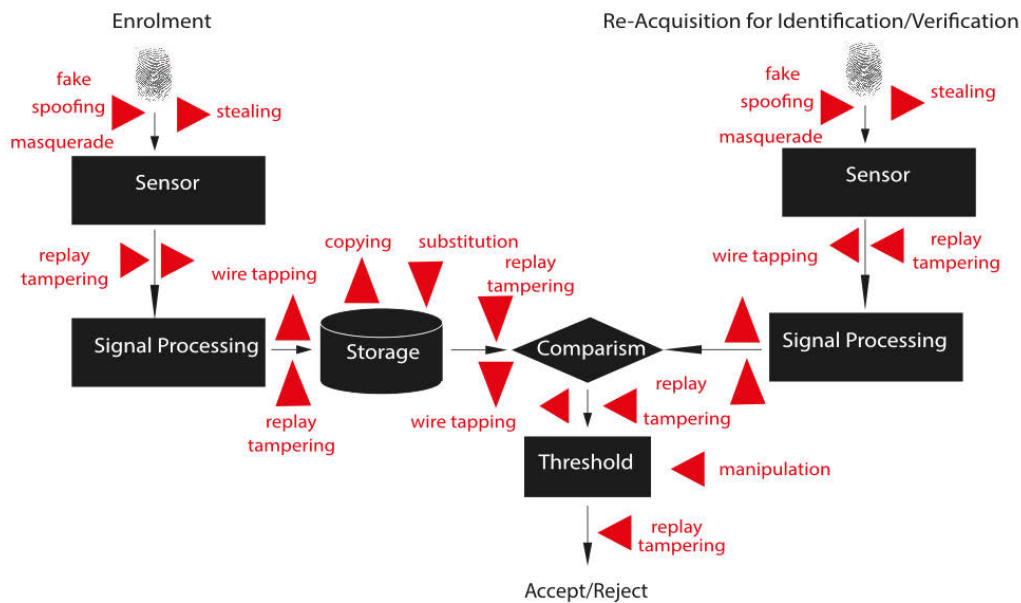 Enrolment
Re-Acquisition for Identification/Verification
fake
spoofing
masquerade
stealing
fake
spoofing
masquerade
stealing
Sensor
Sensor
replay
tampering
wire tapping
copying
substitution
replay
tampering
wire tapping
replay
tampering
Signal Processing
Storage
Comparism
Signal Processing
replay
tampering
wire tapping
replay
tampering
Threshold
manipulation
replay
tampering
Accept/Reject